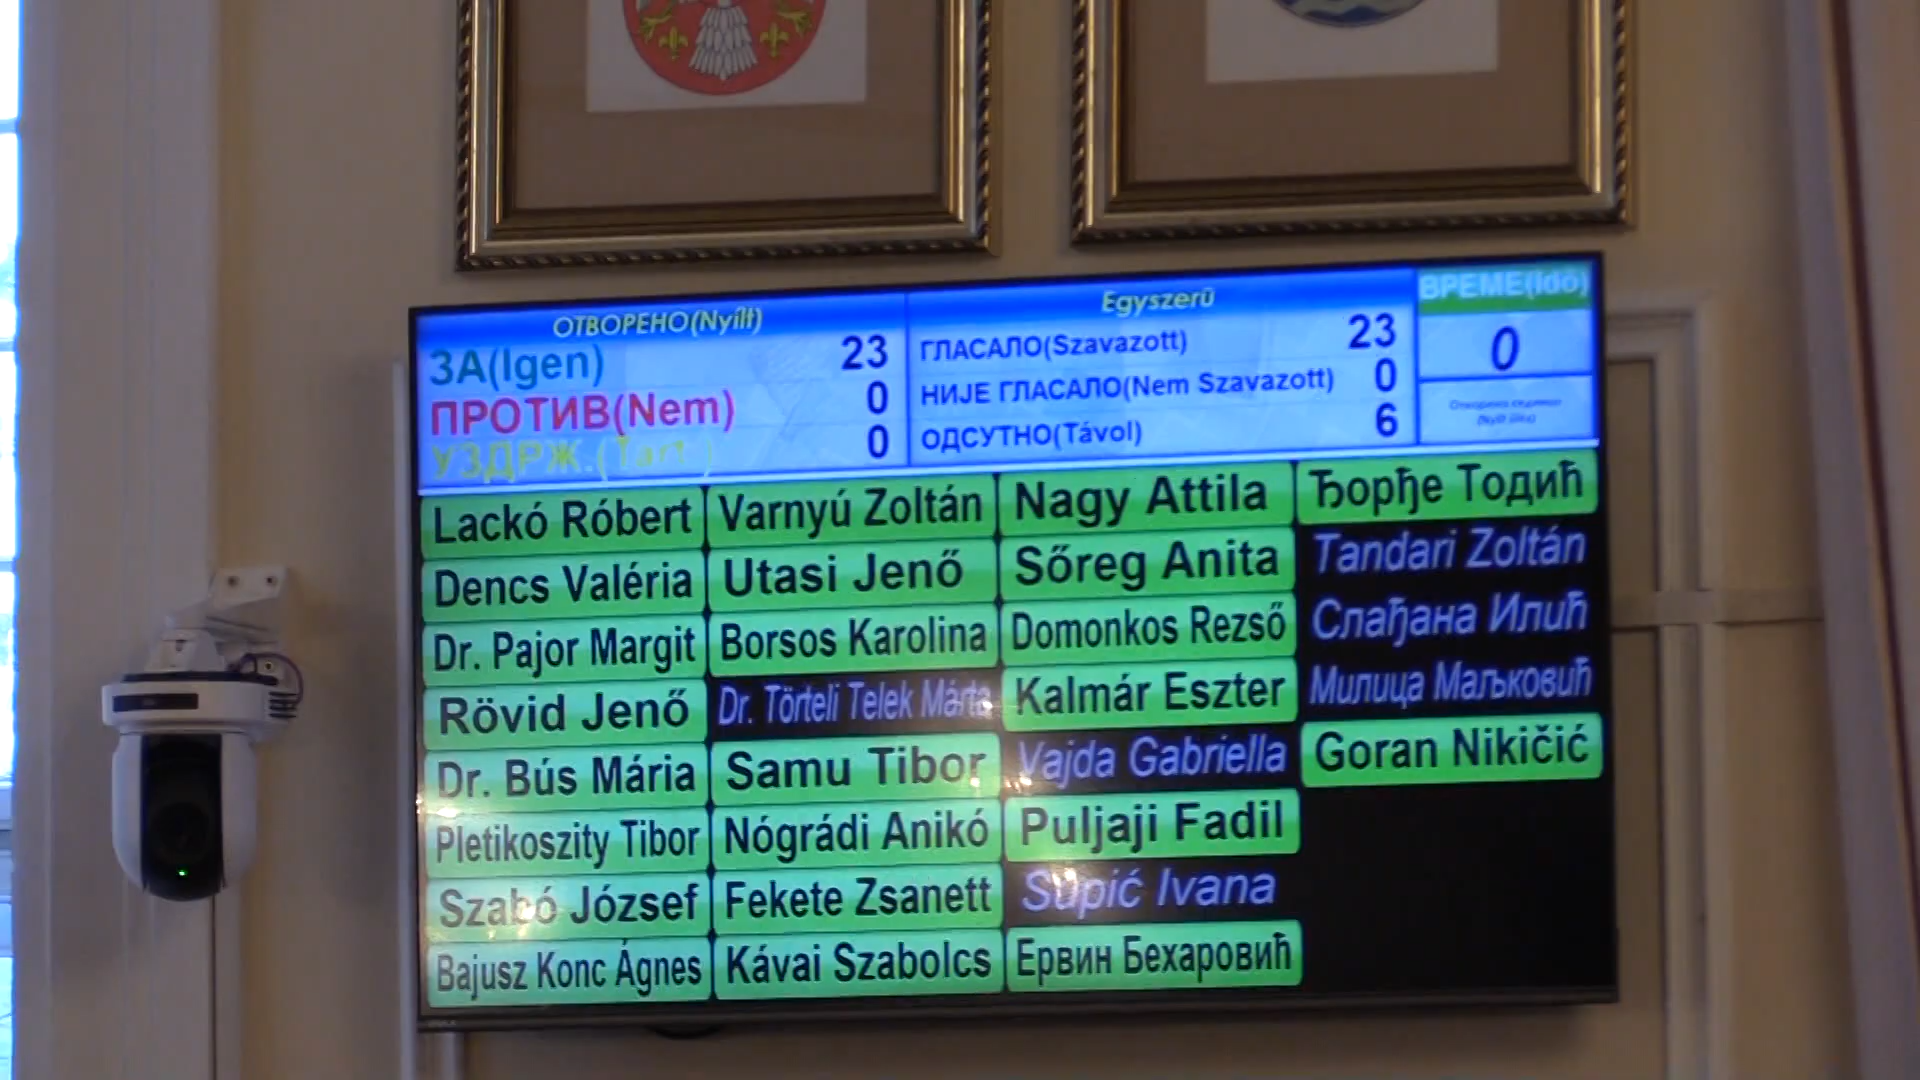 ОТВОРЕНО(Nyílt)
ЗА(Igen) 23
ПРОТИВ(Nem) 0
УЗДРЖ.(Tart.) 0
Egyszerű
ГЛАСАЛО(Szavazott) 23
НИЈЕ ГЛАСАЛО(Nem Szavazott) 0
ОДСУТНО(Távol) 6
ВРЕМЕ(Idő)
0
Lackó Róbert
Dencs Valéria
Dr. Pajor Margit
Rövid Jenő
Dr. Bús Mária
Pletikoszity Tibor
Szabó József
Bajusz Konc Ágnes
Varnyú Zoltán
Utasi Jenő
Borsos Karolina
Dr. Törteli Telek Márta
Samu Tibor
Nógrádi Anikó
Fekete Zsanett
Kávai Szabolcs
Nagy Attila
Sőreg Anita
Domonkos Rezső
Kalmár Eszter
Vajda Gabriella
Puljaji Fadil
Supić Ivana
Ервин Бехаровић
Ђорђе Тодић
Tandari Zoltán
Слађана Илић
Милица Маљковић
Goran Nikičić